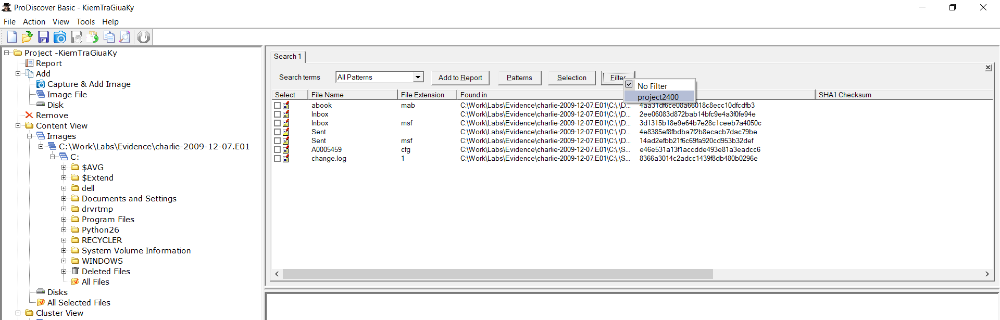 ProDiscover Basic - KiemTraGiuaKy
File Action View Tools Help
Project -KiemTraGiuaKy
Report
Add
Capture & Add Image
Image File
Disk
Remove
Content View
Images
C:\Work\Labs\Evidence\charlie-2009-12-07.E01
C:
$AVG
$Extend
dell
Documents and Settings
drvrtmp
Program Files
Python26
RECYCLER
System Volume Information
WINDOWS
Deleted Files
All Files
Disks
All Selected Files
Cluster View
Search 1
Search terms All Patterns Add to Report Patterns Selection Filter
No Filter
project2400
Select File Name File Extension Found in SHA1 Checksum
abook mab C:\Work\Labs\Evidence\charlie-2009-12-07.E01\C:\.\D... 4aa31df6ce08a66018c8ecc10dfcdfb3
Inbox C:\Work\Labs\Evidence\charlie-2009-12-07.E01\C:\.\D... 2ee06083d872bab14bfc9e4a3f0fe94e
Inbox msf C:\Work\Labs\Evidence\charlie-2009-12-07.E01\C:\.\D... 3d1315b18e9e64b7e28c1ceeb7a4050c
Sent C:\Work\Labs\Evidence\charlie-2009-12-07.E01\C:\.\D... 4e8385ef8fbdba7f2b8ecacb7dac79be
Sent msf C:\Work\Labs\Evidence\charlie-2009-12-07.E01\C:\.\D... 14ad2efbb21f6c69fa920cd953b32def
A0005459 cfg C:\Work\Labs\Evidence\charlie-2009-12-07.E01\C:\.\S... e46e531a13f1accdde493e81a3eadcc6
change.log 1 C:\Work\Labs\Evidence\charlie-2009-12-07.E01\C:\.\S... 8366a3014c2adcc1439f8db480b0296e